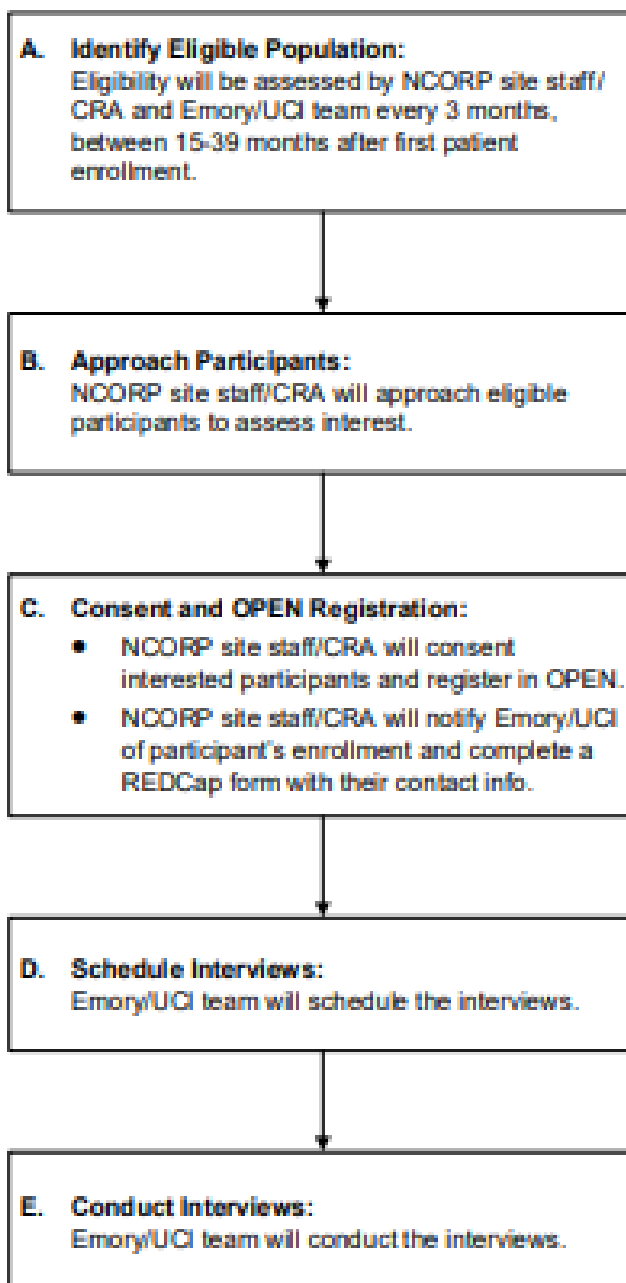 A. Identify Eligible Population:
Eligibility will be assessed by NCORP site staff/
CRA and Emory/UCI team every 3 months,
between 15-39 months after first patient
enrollment.
B. Approach Participants:
NCORP site staff/CRA will approach eligible
participants to assess interest.
C. Consent and OPEN Registration:
● NCORP site staff/CRA will consent
interested participants and register in OPEN.
● NCORP site staff/CRA will notify Emory/UCI
of participant's enrollment and complete a
REDCap form with their contact info.
D. Schedule Interviews:
Emory/UCI team will schedule the interviews.
E. Conduct Interviews:
Emory/UCI team will conduct the interviews.